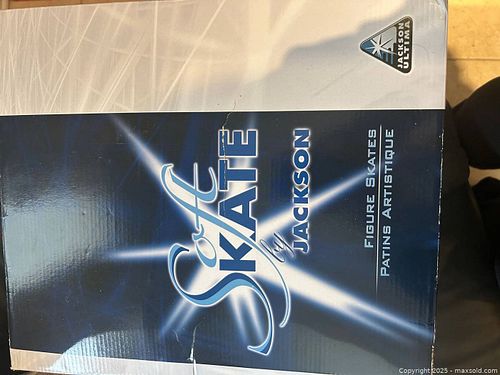 JACKSON
ULTIMA
Soft
SKATE
by
JACKSON
FIGURE SKATES
PATINS ARTISTIQUE
Copyright 2025 - maxsold.com